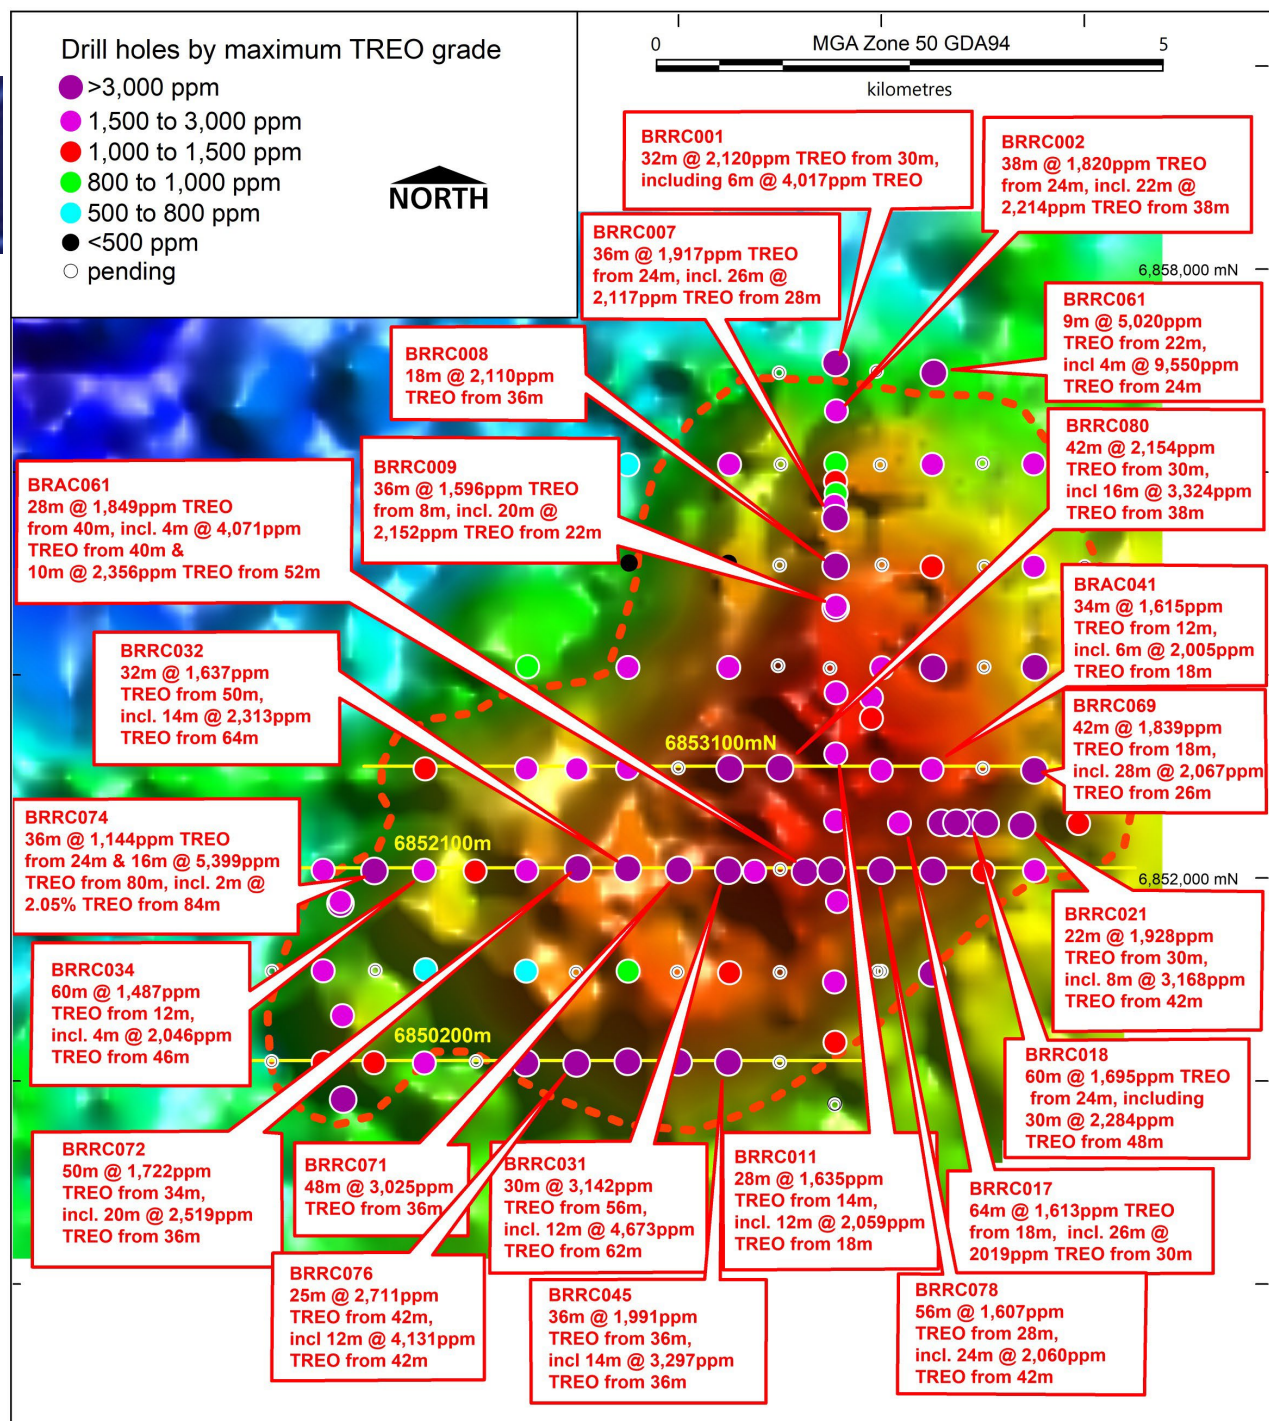 Drill holes by maximum TREO grade
>3,000 ppm
1,500 to 3,000 ppm
1,000 to 1,500 ppm
800 to 1,000 ppm
500 to 800 ppm
<500 ppm
pending
NORTH
0 MGA Zone 50 GDA94 5
kilometres
BRRC001
32m @ 2,120ppm TREO from 30m,
including 6m @ 4,017ppm TREO
BRRC002
38m @ 1,820ppm TREO
from 24m, incl. 22m @
2,214ppm TREO from 38m
BRRC007
36m @ 1,917ppm TREO
from 24m, incl. 26m @
2,117ppm TREO from 28m
6,858,000 mN
BRRC061
9m @ 5,020ppm
TREO from 22m,
incl 4m @ 9,550ppm
TREO from 24m
BRRC008
18m @ 2,110ppm
TREO from 36m
BRRC080
42m @ 2,154ppm
TREO from 30m,
incl 16m @ 3,324ppm
TREO from 38m
BRRC009
36m @ 1,596ppm TREO
from 8m, incl. 20m @
2,152ppm TREO from 22m
BRAC061
28m @ 1,849ppm TREO
from 40m, incl. 4m @ 4,071ppm
TREO from 40m &
10m @ 2,356ppm TREO from 52m
BRAC041
34m @ 1,615ppm
TREO from 12m,
incl. 6m @ 2,005ppm
TREO from 18m
BRRC032
32m @ 1,637ppm
TREO from 50m,
incl. 14m @ 2,313ppm
TREO from 64m
BRRC069
42m @ 1,839ppm
TREO from 18m,
incl. 28m @ 2,067ppm
TREO from 26m
6853100mN
BRRC074
36m @ 1,144ppm TREO
from 24m & 16m @ 5,399ppm
TREO from 80m, incl. 2m @
2.05% TREO from 84m
6852100m
6,852,000 mN
BRRC021
22m @ 1,928ppm
TREO from 30m,
incl. 8m @ 3,168ppm
TREO from 42m
BRRC034
60m @ 1,487ppm
TREO from 12m,
incl. 4m @ 2,046ppm
TREO from 46m
6850200m
BRRC018
60m @ 1,695ppm TREO
from 24m, including
30m @ 2,284ppm
TREO from 48m
BRRC072
50m @ 1,722ppm
TREO from 34m,
incl. 20m @ 2,519ppm
TREO from 36m
BRRC071
48m @ 3,025ppm
TREO from 36m
BRRC031
30m @ 3,142ppm
TREO from 56m,
incl. 12m @ 4,673ppm
TREO from 62m
BRRC011
28m @ 1,635ppm
TREO from 14m,
incl. 12m @ 2,059ppm
TREO from 18m
BRRC017
64m @ 1,613ppm TREO
from 18m, incl. 26m @
2019ppm TREO from 30m
BRRC076
25m @ 2,711ppm
TREO from 42m,
incl 12m @ 4,131ppm
TREO from 42m
BRRC045
36m @ 1,991ppm
TREO from 36m,
incl 14m @ 3,297ppm
TREO from 36m
BRRC078
56m @ 1,607ppm
TREO from 28m,
incl. 24m @ 2,060ppm
TREO from 42m